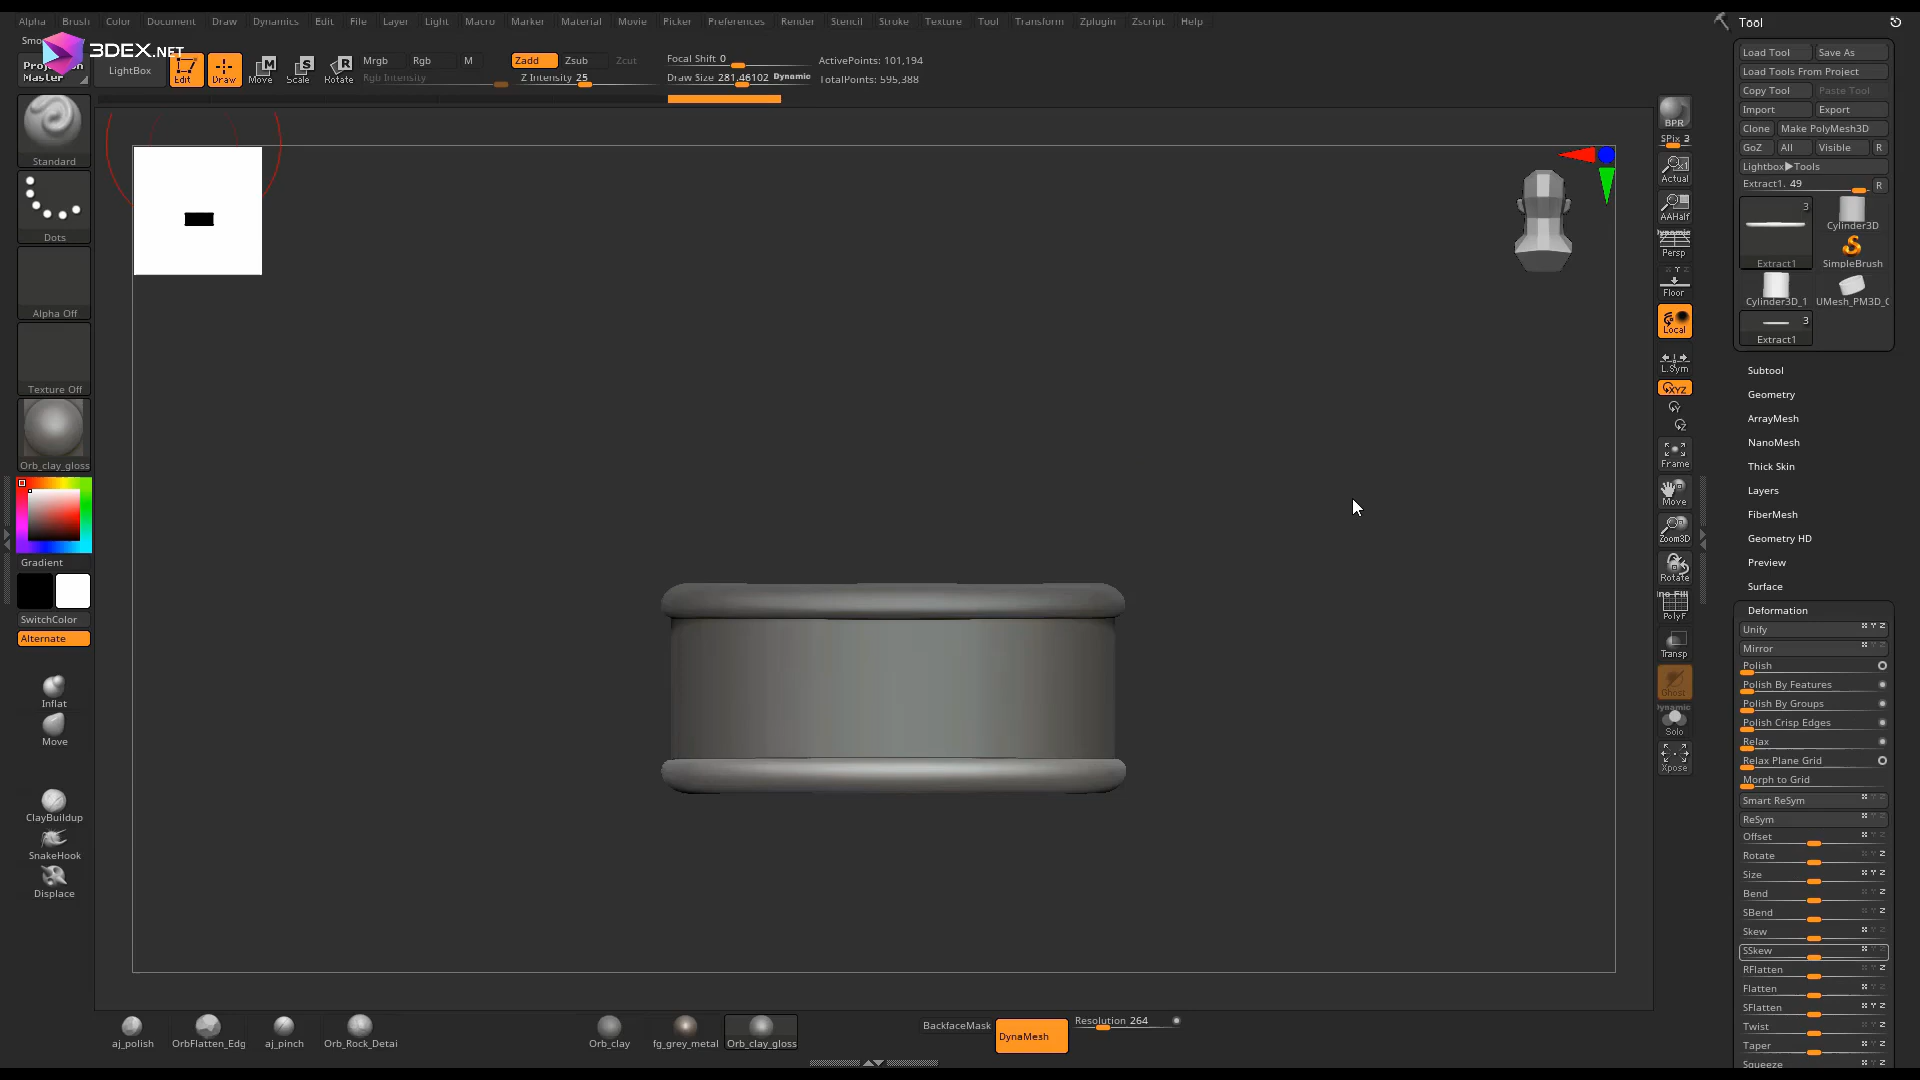 Alpha Brush Color Document Draw Dynamics Edit File Layer Light Macro Marker Material Movie Picker Preferences Render Stencil Stroke Texture Tool Transform Zplugin Zscript Help
Tool
Smo
3DEX.NET
Projection
Master
LightBox
Edit
Draw
Move
Scale
Rotate
Mrgb
Rgb
M
Rgb Intensity
Zadd
Zsub
Zcut
Z Intensity 25
Focal Shift 0
Draw Size 281.46102
Dynamic
ActivePoints: 101,194
TotalPoints: 595,388
Standard
Dots
Alpha Off
Texture Off
Orb_clay_gloss
Gradient
SwitchColor
Alternate
Inflat
Move
ClayBuildup
SnakeHook
Displace
BPR
SPix 3
Actual
AAHalf
Dynamic
Persp
Floor
Local
L.Sym
XYZ
Frame
Move
Zoom3D
Rotate
PolyF
Transp
Ghost
Dynamic
Solo
Xpose
Load Tool
Save As
Load Tools From Project
Copy Tool
Paste Tool
Import
Export
Clone
Make PolyMesh3D
GoZ
All
Visible
R
Lightbox▶Tools
Extract1. 49
R
3
Extract1
Cylinder3D
SimpleBrush
Cylinder3D_1
UMesh_PM3D_C
3
Extract1
Subtool
Geometry
ArrayMesh
NanoMesh
Thick Skin
Layers
FiberMesh
Geometry HD
Preview
Surface
Deformation
Unify
Mirror
Polish
Polish By Features
Polish By Groups
Polish Crisp Edges
Relax
Relax Plane Grid
Morph to Grid
Smart ReSym
ReSym
Offset
Rotate
Size
Bend
SBend
Skew
SSkew
RFlatten
Flatten
SFlatten
Twist
Taper
Squeeze
aj_polish
OrbFlatten_Edg
aj_pinch
Orb_Rock_Detai
Orb_clay
fg_grey_metal
Orb_clay_gloss
BackfaceMask
DynaMesh
Resolution 264